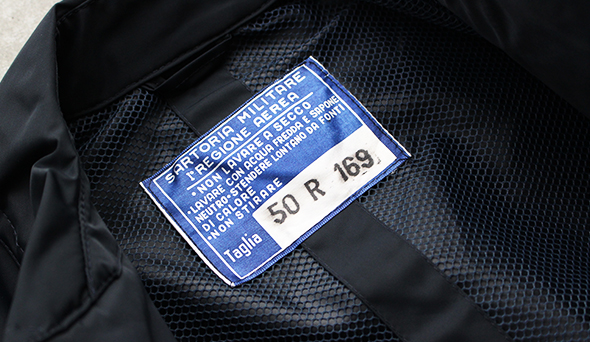 SARTORIA MILITARE
1ª REGIONE AEREA
• NON LAVARE A SECCO
• LAVARE CON ACQUA FREDDA E SAPONE
NEUTRO-STENDERE LONTANO DA FONTI
DI CALORE
• NON STIRARE
Taglia 50 R 169